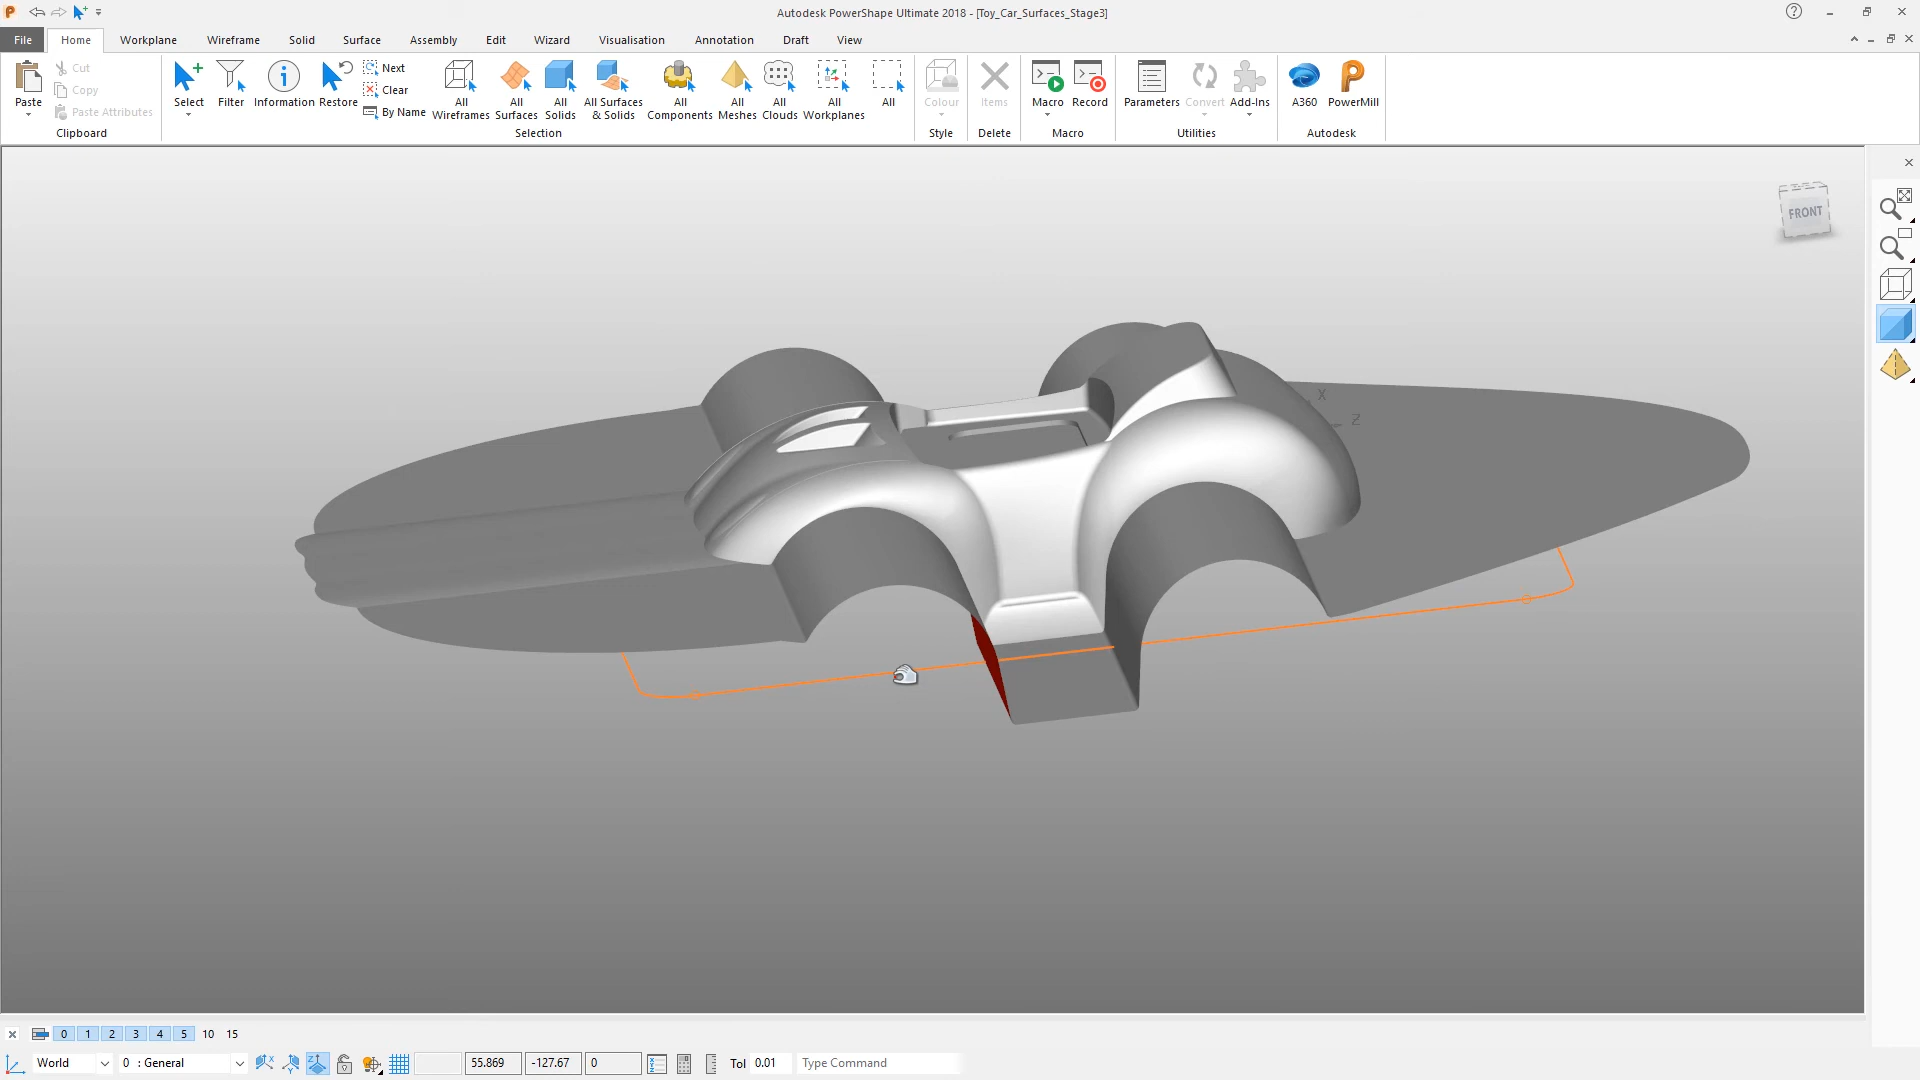 Autodesk PowerShape Ultimate 2018 - [Toy_Car_Surfaces_Stage3]
File Home Workplane Wireframe Solid Surface Assembly Edit Wizard Visualisation Annotation Draft View
Paste
Cut
Copy
Paste Attributes
Clipboard
Select
Filter
Information
Restore
Next
Clear
By Name
All Wireframes
All Surfaces
All Solids
All Surfaces & Solids
All Components
All Meshes
All Clouds
All Workplanes
All
Selection
Colour
Style
Items
Delete
Macro
Record
Macro
Parameters
Convert
Add-Ins
Utilities
A360
PowerMill
Autodesk
FRONT
X
Z
0 1 2 3 4 5 10 15
World 0 : General 55.869 -127.67 0 Tol 0.01 Type Command